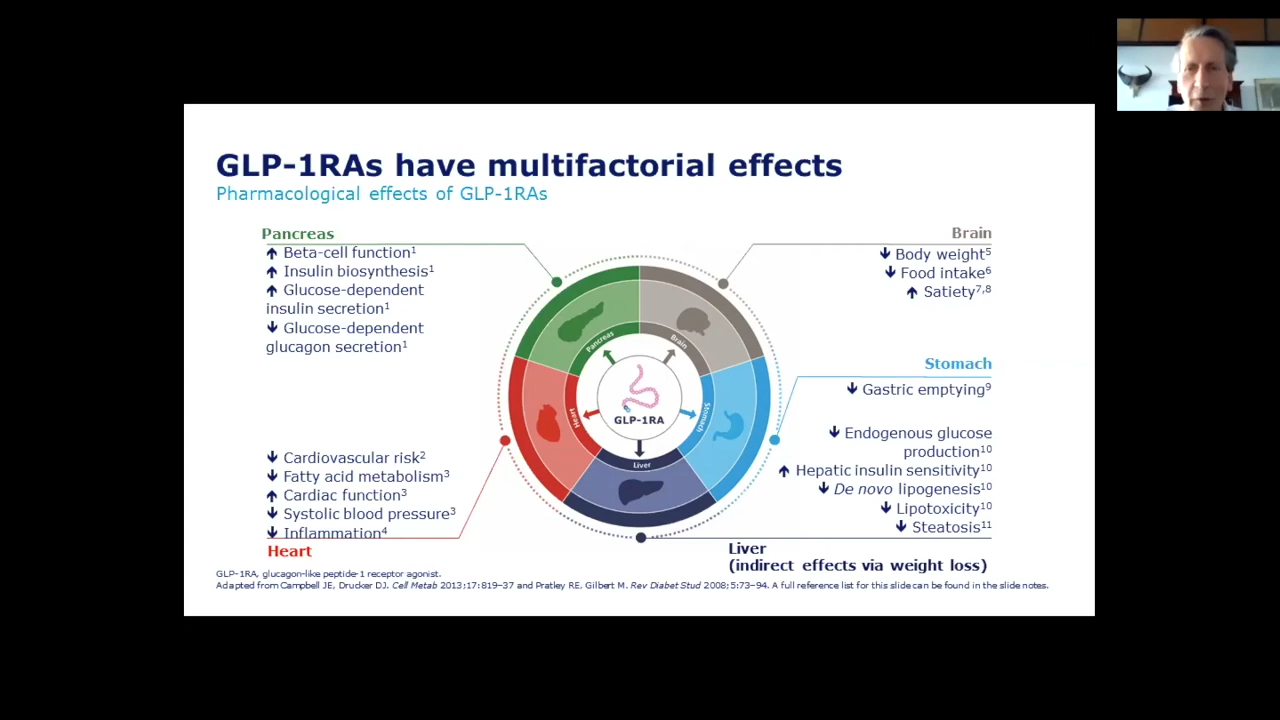 GLP-1RAs have multifactorial effects
Pharmacological effects of GLP-1RAs
Pancreas
↑ Beta-cell function¹
↑ Insulin biosynthesis¹
↑ Glucose-dependent
insulin secretion¹
↓ Glucose-dependent
glucagon secretion¹
Brain
↓ Body weight⁵
↓ Food intake⁶
↑ Satiety⁷,⁸
Stomach
↓ Gastric emptying⁹
Pancreas
Brain
Heart
Stomach
GLP-1RA
Liver
↓ Cardiovascular risk²
↓ Fatty acid metabolism³
↑ Cardiac function³
↓ Systolic blood pressure³
↓ Inflammation⁴
Heart
↓ Endogenous glucose
production¹⁰
↑ Hepatic insulin sensitivity¹⁰
↓ De novo lipogenesis¹⁰
↓ Lipotoxicity¹⁰
↓ Steatosis¹¹
Liver
(indirect effects via weight loss)
GLP-1RA, glucagon-like peptide-1 receptor agonist.
Adapted from Campbell JE, Drucker DJ. Cell Metab 2013;17:819–37 and Pratley RE, Gilbert M. Rev Diabet Stud 2008;5:73–94. A full reference list for this slide can be found in the slide notes.